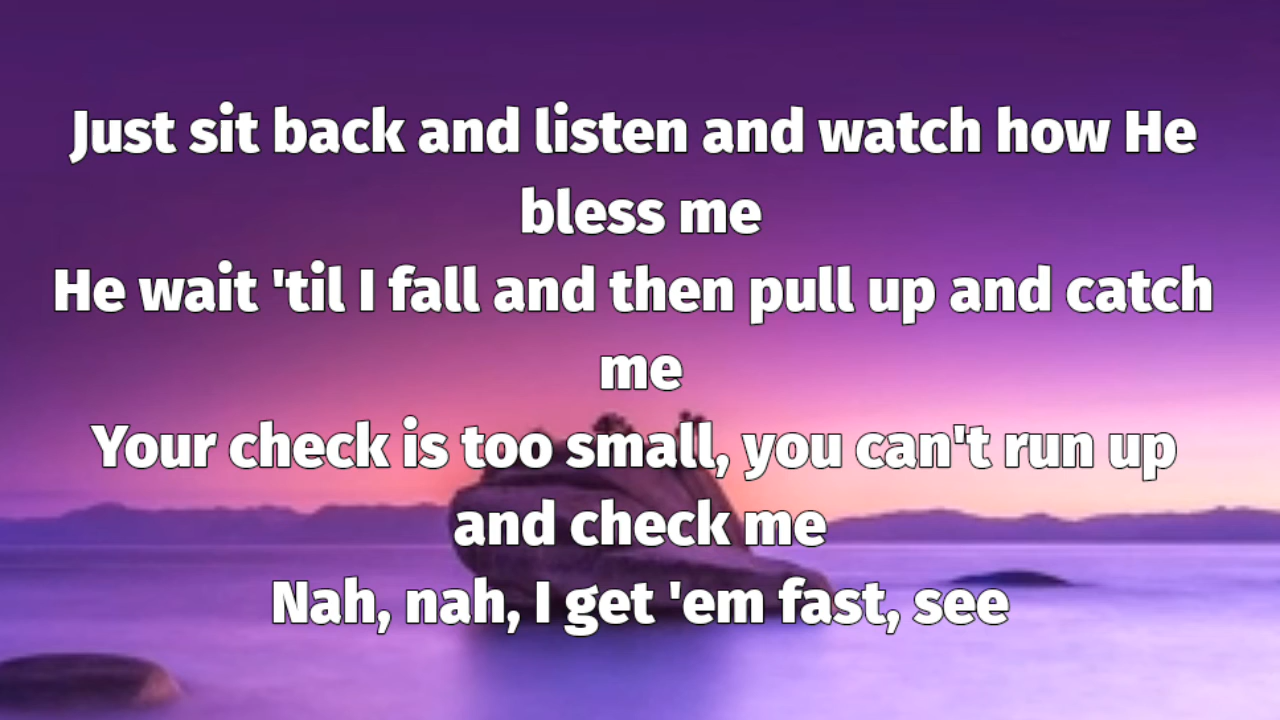 Just sit back and listen and watch how He
bless me
He wait 'til I fall and then pull up and catch
me
Your check is too small, you can't run up
and check me
Nah, nah, I get 'em fast, see